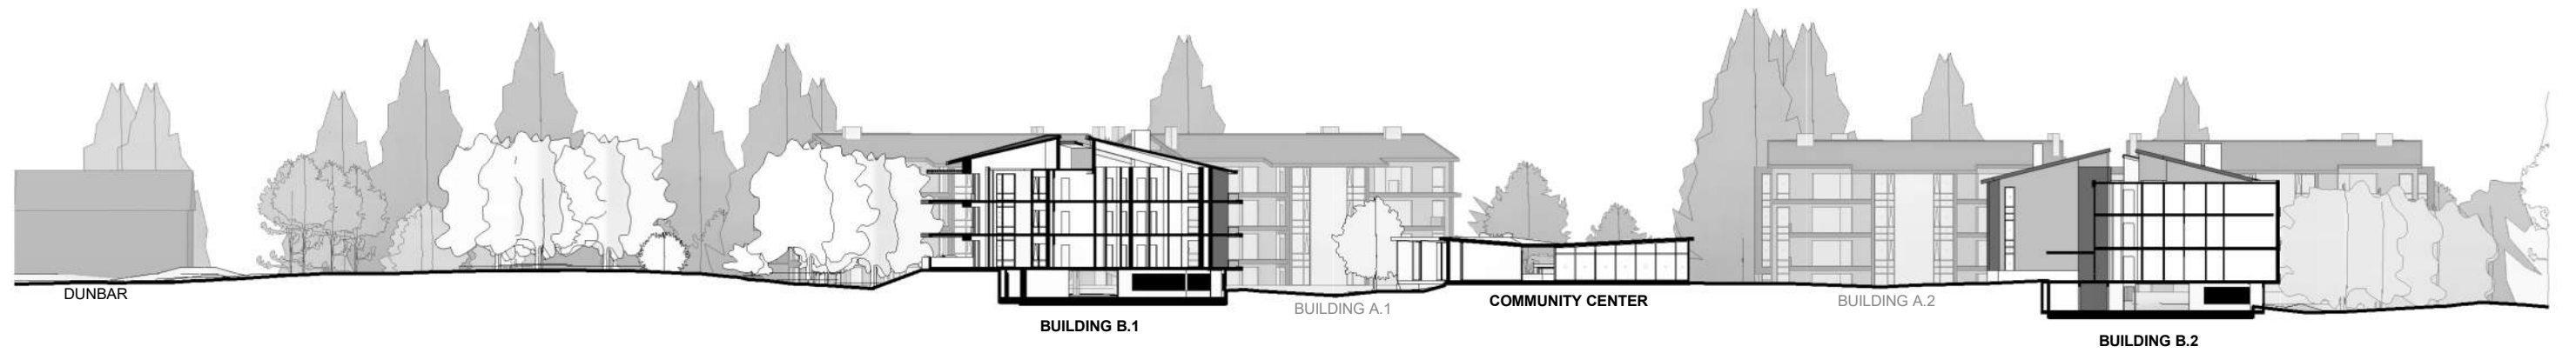 DUNBAR
BUILDING B.1
BUILDING A.1
COMMUNITY CENTER
BUILDING A.2
BUILDING B.2